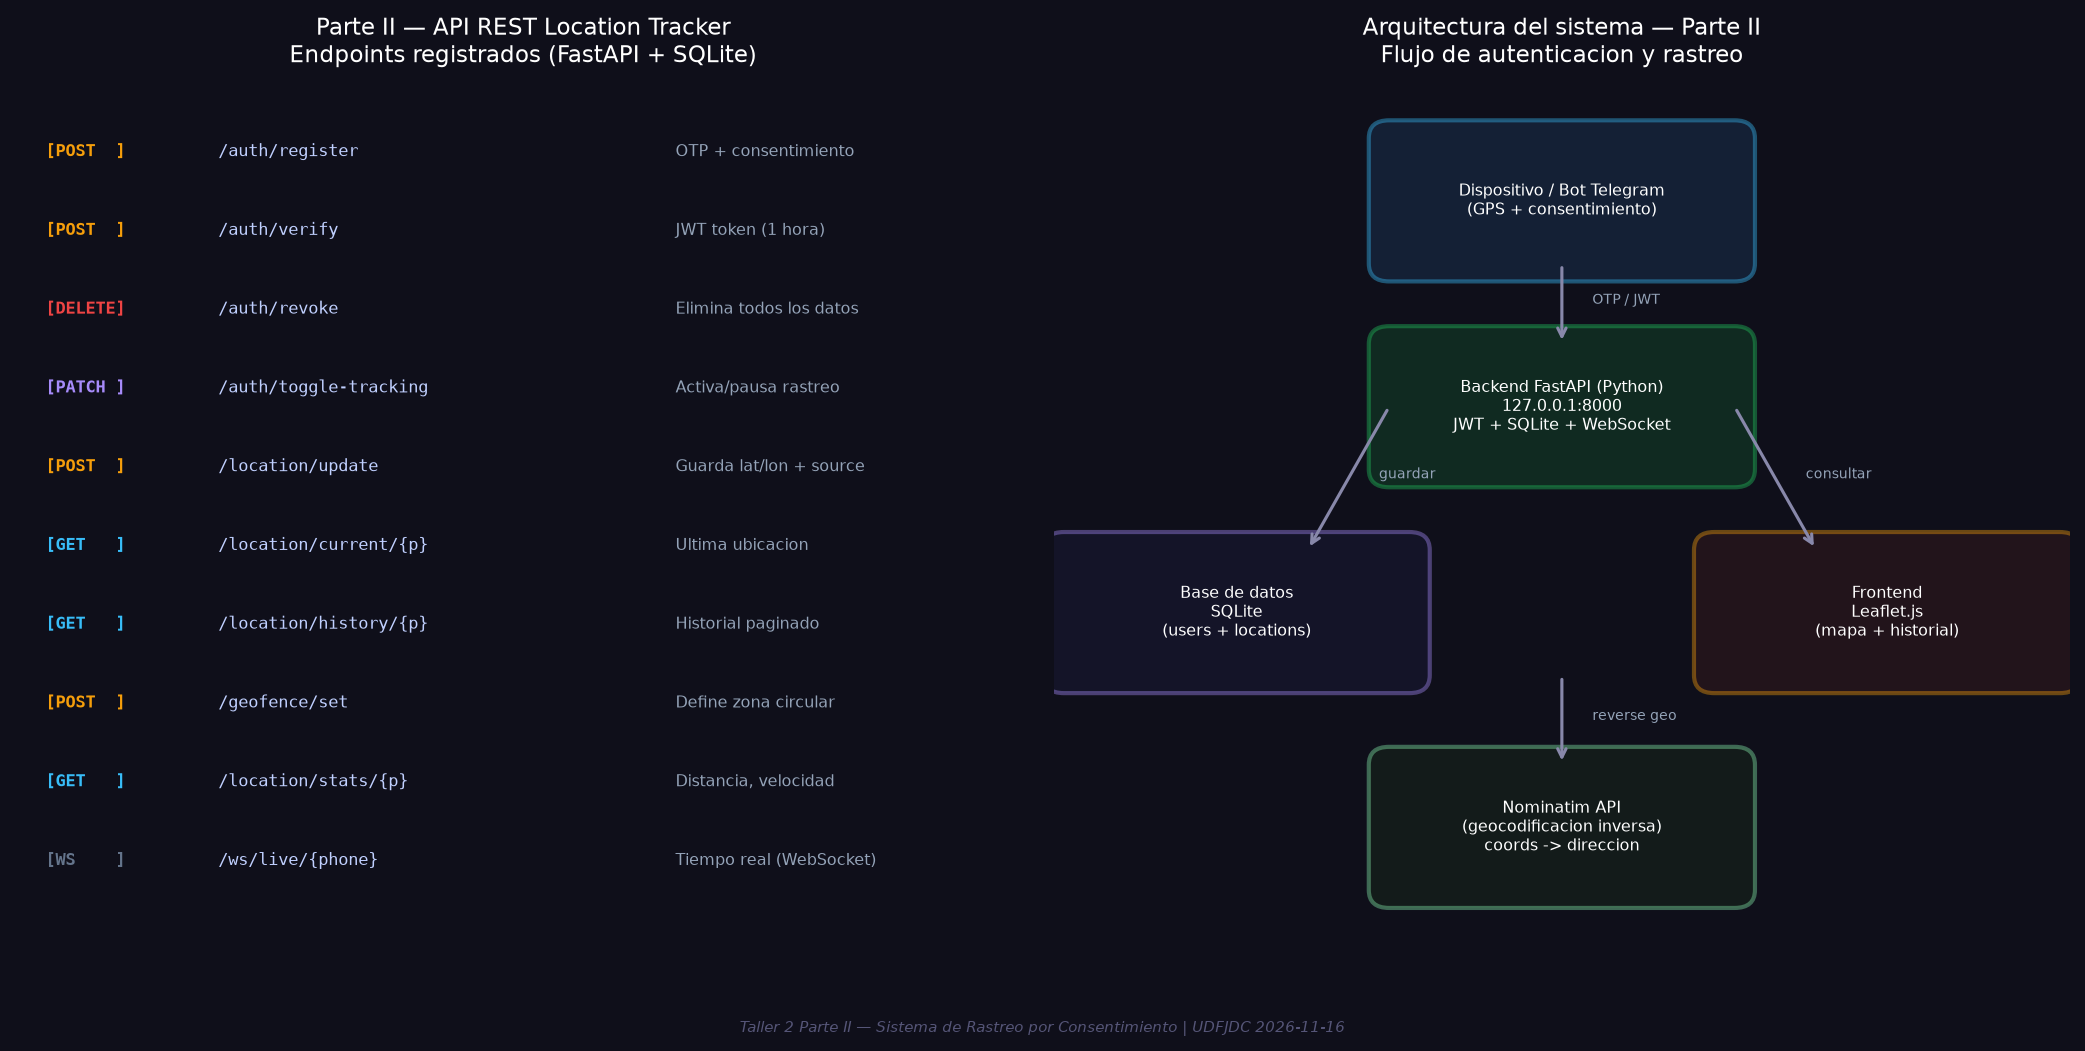 Parte II — API REST Location Tracker
Endpoints registrados (FastAPI + SQLite)
[POST  ] /auth/register OTP + consentimiento
[POST  ] /auth/verify JWT token (1 hora)
[DELETE] /auth/revoke Elimina todos los datos
[PATCH ] /auth/toggle-tracking Activa/pausa rastreo
[POST  ] /location/update Guarda lat/lon + source
[GET   ] /location/current/{p} Ultima ubicacion
[GET   ] /location/history/{p} Historial paginado
[POST  ] /geofence/set Define zona circular
[GET   ] /location/stats/{p} Distancia, velocidad
[WS    ] /ws/live/{phone} Tiempo real (WebSocket)
Arquitectura del sistema — Parte II
Flujo de autenticacion y rastreo
Dispositivo / Bot Telegram
(GPS + consentimiento)
OTP / JWT
Backend FastAPI (Python)
127.0.0.1:8000
JWT + SQLite + WebSocket
guardar
consultar
Base de datos
SQLite
(users + locations)
Frontend
Leaflet.js
(mapa + historial)
reverse geo
Nominatim API
(geocodificacion inversa)
coords -> direccion
Taller 2 Parte II — Sistema de Rastreo por Consentimiento | UDFJDC 2026-11-16